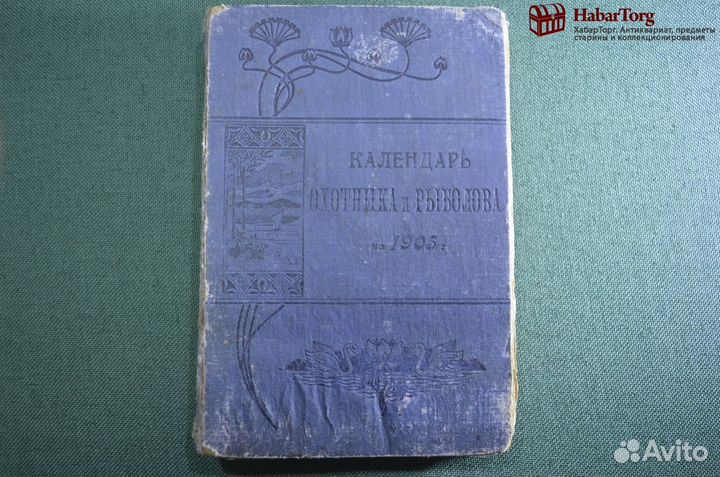 HabarTorg
ХабарТорг. Антиквариат, предметы
старины и коллекционирования
КАЛЕНДАРЬ
ОХОТНИКА и РЫБОЛОВА
на 1905 г.
Avito